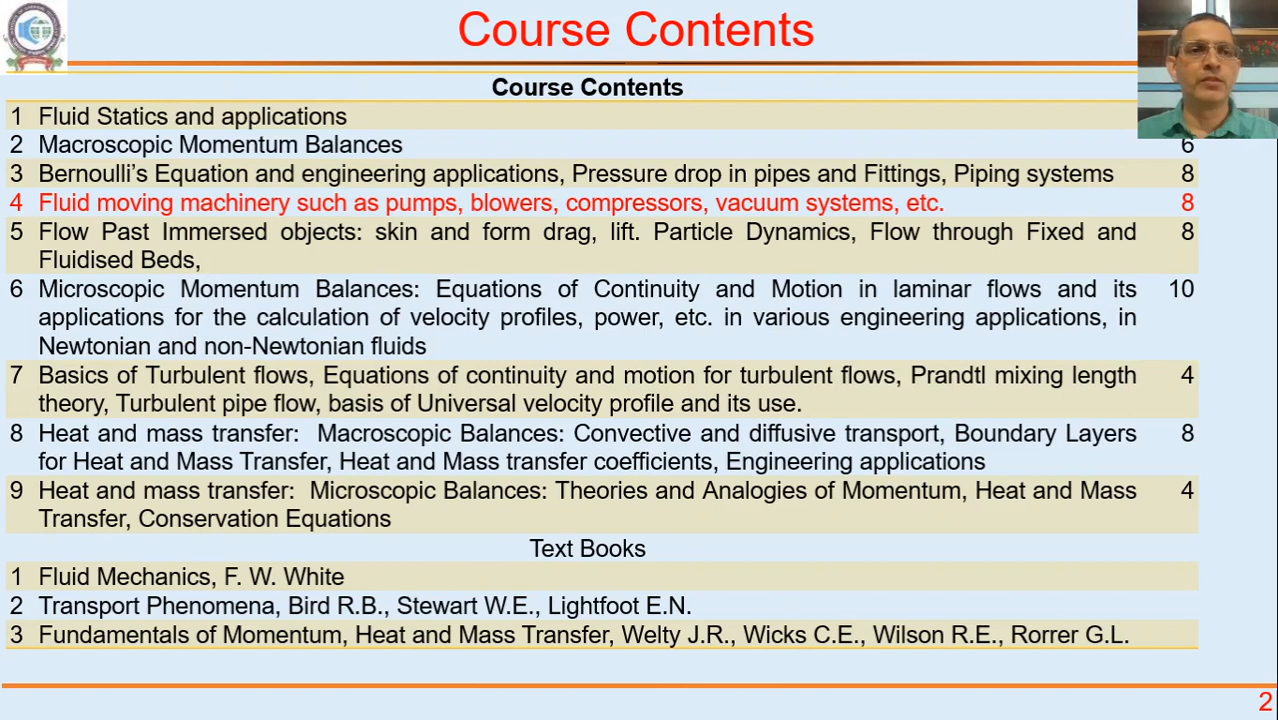 Course Contents
Course Contents
1 Fluid Statics and applications
2 Macroscopic Momentum Balances 6
3 Bernoulli's Equation and engineering applications, Pressure drop in pipes and Fittings, Piping systems 8
4 Fluid moving machinery such as pumps, blowers, compressors, vacuum systems, etc. 8
5 Flow Past Immersed objects: skin and form drag, lift. Particle Dynamics, Flow through Fixed and 8
Fluidised Beds,
6 Microscopic Momentum Balances: Equations of Continuity and Motion in laminar flows and its 10
applications for the calculation of velocity profiles, power, etc. in various engineering applications, in
Newtonian and non-Newtonian fluids
7 Basics of Turbulent flows, Equations of continuity and motion for turbulent flows, Prandtl mixing length 4
theory, Turbulent pipe flow, basis of Universal velocity profile and its use.
8 Heat and mass transfer: Macroscopic Balances: Convective and diffusive transport, Boundary Layers 8
for Heat and Mass Transfer, Heat and Mass transfer coefficients, Engineering applications
9 Heat and mass transfer: Microscopic Balances: Theories and Analogies of Momentum, Heat and Mass 4
Transfer, Conservation Equations
Text Books
1 Fluid Mechanics, F. W. White
2 Transport Phenomena, Bird R.B., Stewart W.E., Lightfoot E.N.
3 Fundamentals of Momentum, Heat and Mass Transfer, Welty J.R., Wicks C.E., Wilson R.E., Rorrer G.L.
2